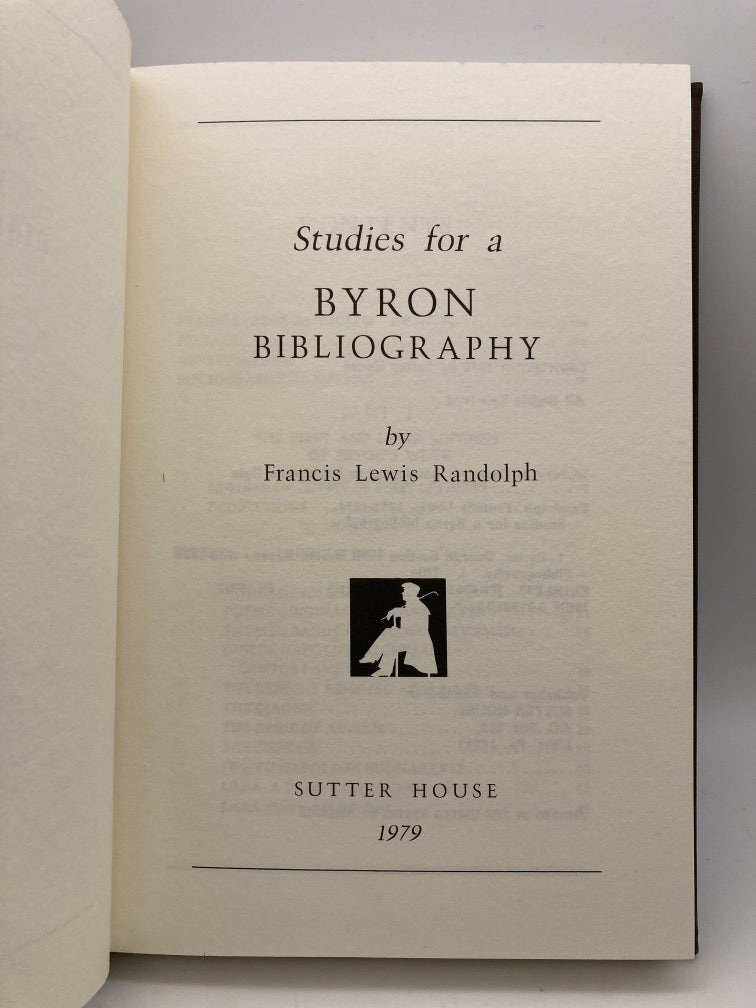 Studies for a
BYRON
BIBLIOGRAPHY
by
Francis Lewis Randolph
SUTTER HOUSE
1979